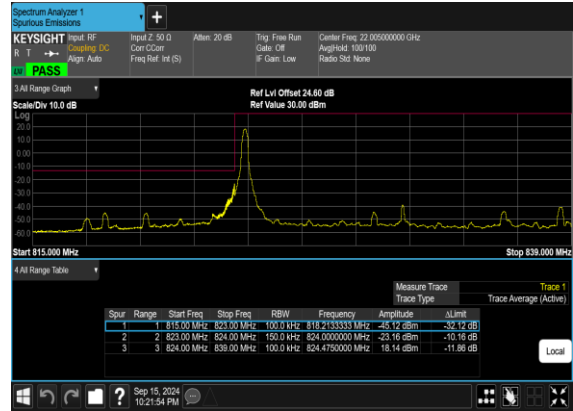 Spectrum Analyzer 1
Spurious Emissions
KEYSIGHT Input: RF Input Z: 50 Ω Atten: 20 dB Trig: Free Run Center Freq: 22.005000000 GHz
R T Coupling: DC Corr CCorr Gate: Off Avg|Hold: 100/100
Align: Auto Freq Ref: Int (S) IF Gain: Low Radio Std: None
PASS
3 All Range Graph
Ref Lvl Offset 24.60 dB
Scale/Div 10.0 dB Ref Value 30.00 dBm
Log
20.0
10.0
0.00
-10.0
-20.0
-30.0
-40.0
-50.0
-60.0
Start 815.000 MHz Stop 839.000 MHz
4 All Range Table
Measure Trace Trace 1
Trace Type Trace Average (Active)
Spur Range Start Freq Stop Freq RBW Frequency Amplitude ΔLimit
1 1 815.00 MHz 823.00 MHz 100.0 kHz 818.2133333 MHz -45.12 dBm -32.12 dB
2 2 823.00 MHz 824.00 MHz 150.0 kHz 824.0000000 MHz -23.16 dBm -10.16 dB
3 3 824.00 MHz 839.00 MHz 100.0 kHz 824.4750000 MHz 18.14 dBm -11.86 dB
Local
Sep 15, 2024
10:21:54 PM